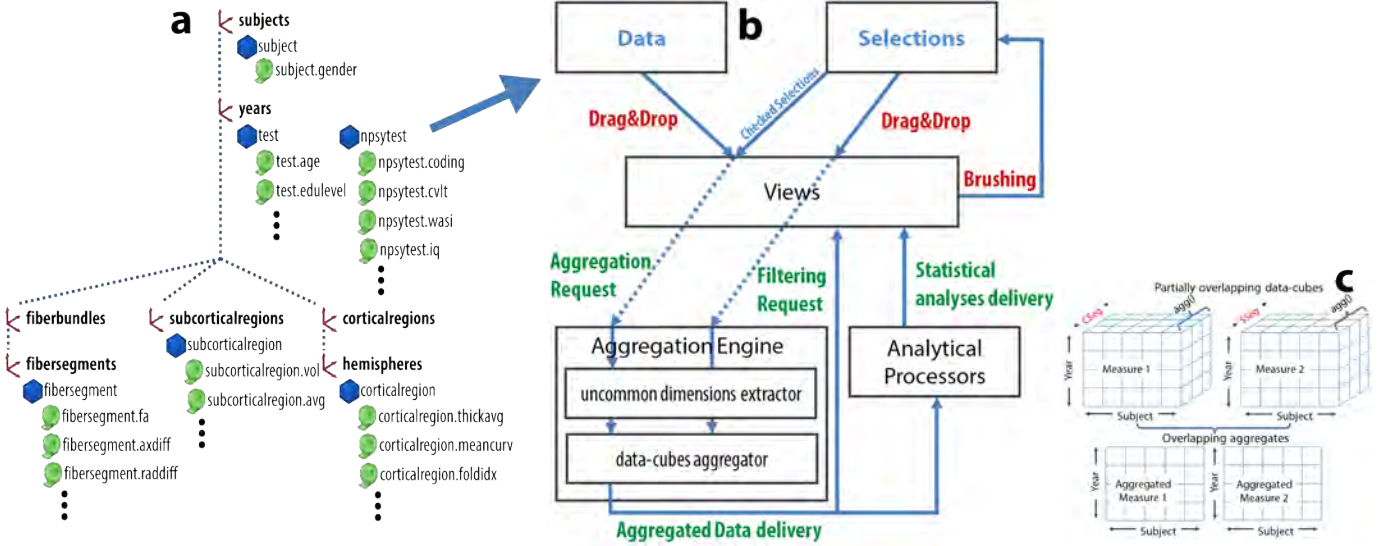 a
subjects
subject
subject.gender
years
test
test.age
test.edulevel
npsytest
npsytest.coding
npsytest.cvlt
npsytest.wasi
npsytest.iq
fiberbundles
fibersegments
fibersegment
fibersegment.fa
fibersegment.axdiff
fibersegment.raddiff
subcorticalregions
subcorticalregion
subcorticalregion.vol
subcorticalregion.avg
corticalregions
hemispheres
corticalregion
corticalregion.thickavg
corticalregion.meancurv
corticalregion.foldidx
b
Data
Selections
Drag&Drop
Checked Selections
Drag&Drop
Views
Brushing
Aggregation
Request
Filtering
Request
Statistical
analyses delivery
Aggregation Engine
uncommon dimensions extractor
data-cubes aggregator
Analytical
Processors
Aggregated Data delivery
c
Partially overlapping data-cubes
CSeg
agg()
Year
Measure 1
Subject
SSeg
agg()
Year
Measure 2
Subject
Overlapping aggregates
Year
Aggregated
Measure 1
Subject
Year
Aggregated
Measure 2
Subject